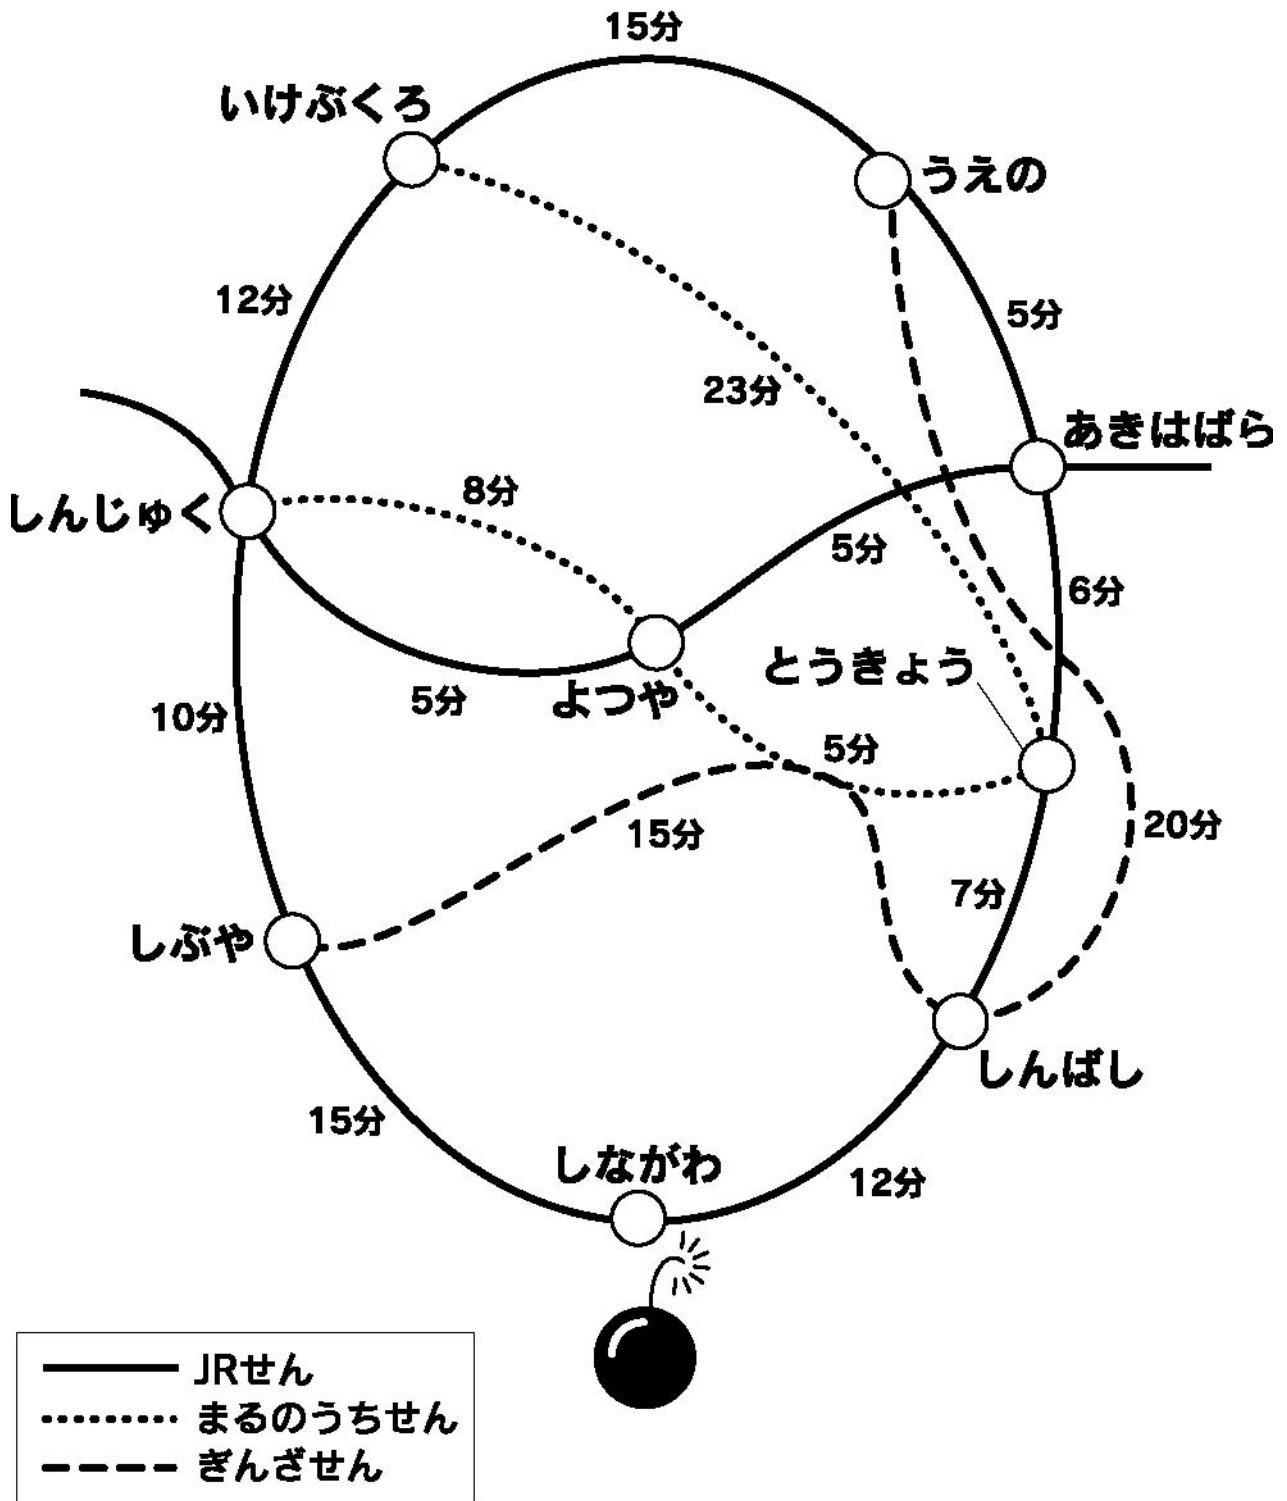 15分
いけぶくろ
うえの
12分
5分
23分
あきはばら
8分
しんじゅく
5分
6分
とうきょう
よつや
5分
10分
5分
15分
20分
7分
しぶや
しんばし
15分
しながわ
12分
JRせん
まるのうちせん
ぎんざせん